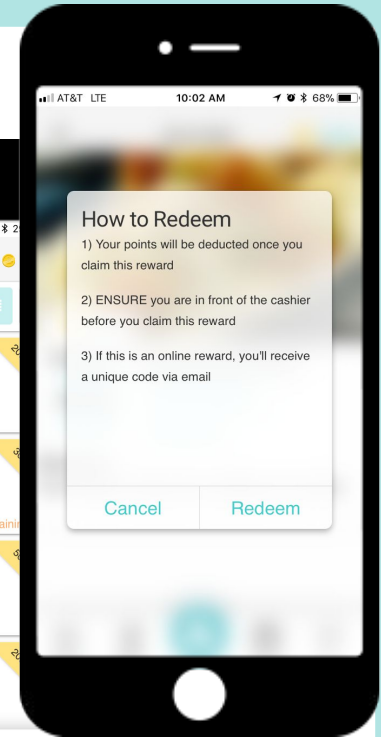 AT&T LTE 10:02 AM 68%
How to Redeem
1) Your points will be deducted once you
claim this reward
2) ENSURE you are in front of the cashier
before you claim this reward
3) If this is an online reward, you'll receive
a unique code via email
Cancel Redeem